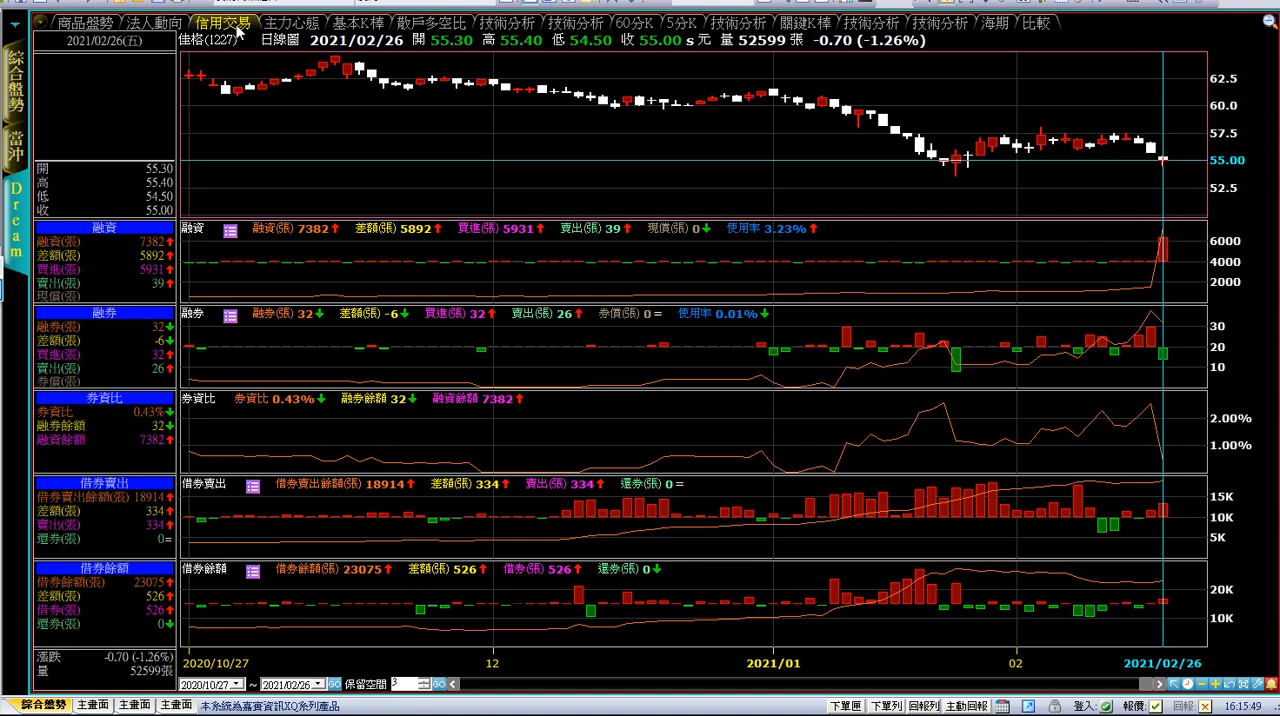 商品盤勢 法人動向 信用交易 主力心態 基本K棒 散戶多空比 技術分析 技術分析 60分K 5分K 技術分析 關鍵K棒 技術分析 技術分析 海期 比較
2021/02/26(五)
佳格(1227) 日線圖 2021/02/26 開 55.30 高 55.40 低 54.50 收 55.00 s 元 量 52599 張 -0.70 (-1.26%)
綜合盤勢
當沖
Dream
62.5
60.0
57.5
55.00
52.5
開 55.30
高 55.40
低 54.50
收 55.00
融資
融資(張) 7382
差額(張) 5892
買進(張) 5931
賣出(張) 39
現償(張)
融資 融資(張) 7382 差額(張) 5892 買進(張) 5931 賣出(張) 39 現償(張) 0 使用率 3.23%
6000
4000
2000
融券
融券(張) 32
差額(張) -6
買進(張) 32
賣出(張) 26
券償(張)
融券 融券(張) 32 差額(張) -6 買進(張) 32 賣出(張) 26 券償(張) 0 = 使用率 0.01%
30
20
10
券資比
券資比 0.43%
融券餘額 32
融資餘額 7382
券資比 券資比 0.43% 融券餘額 32 融資餘額 7382
2.00%
1.00%
借券賣出
借券賣出餘額(張) 18914
差額(張) 334
賣出(張) 334
還券(張) 0=
借券賣出 借券賣出餘額(張) 18914 差額(張) 334 賣出(張) 334 還券(張) 0 =
15K
10K
5K
借券餘額
借券餘額(張) 23075
差額(張) 526
借券(張) 526
還券(張) 0
借券餘額 借券餘額(張) 23075 差額(張) 526 借券(張) 526 還券(張) 0
20K
10K
漲跌 -0.70 (-1.26%)
量 52599張
2020/10/27 12 2021/01 02 2021/02/26
2020/10/27 ~ 2021/02/26 GO 保留空間 3 GO
綜合盤勢 主畫面 主畫面 主畫面 本系統為嘉實資訊XQ系列產品 下單匣 下單列 回報列 主動回報 登入: 報價: 回報: 16:15:49